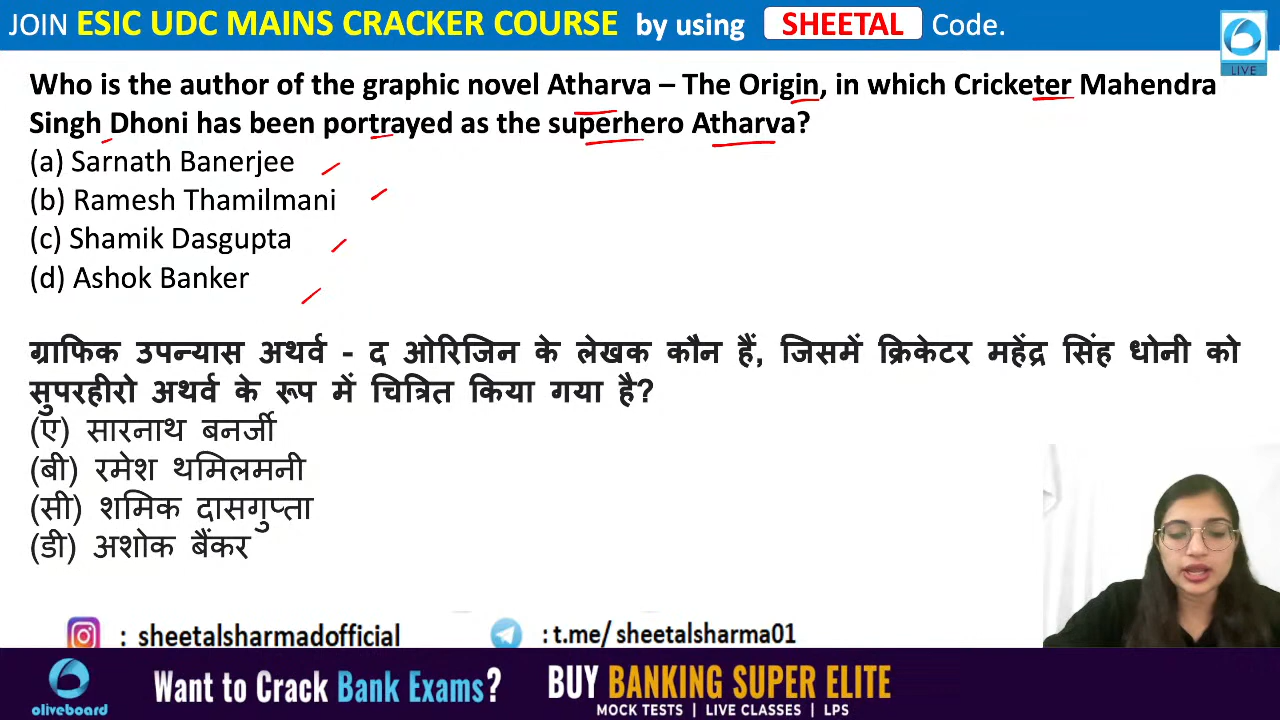 JOIN ESIC UDC MAINS CRACKER COURSE by using SHEETAL Code.
LIVE
Who is the author of the graphic novel Atharva – The Origin, in which Cricketer Mahendra
Singh Dhoni has been portrayed as the superhero Atharva?
(a) Sarnath Banerjee
(b) Ramesh Thamilmani
(c) Shamik Dasgupta
(d) Ashok Banker
ग्राफिक उपन्यास अथर्व - द ओरिजिन के लेखक कौन हैं, जिसमें क्रिकेटर महेंद्र सिंह धोनी को
सुपरहीरो अथर्व के रूप में चित्रित किया गया है?
(ए) सारनाथ बनर्जी
(बी) रमेश थमिलमनी
(सी) शमिक दासगुप्ता
(डी) अशोक बैंकर
: sheetalsharmadofficial : t.me/ sheetalsharma01
oliveboard Want to Crack Bank Exams? BUY BANKING SUPER ELITE
MOCK TESTS | LIVE CLASSES | LPS